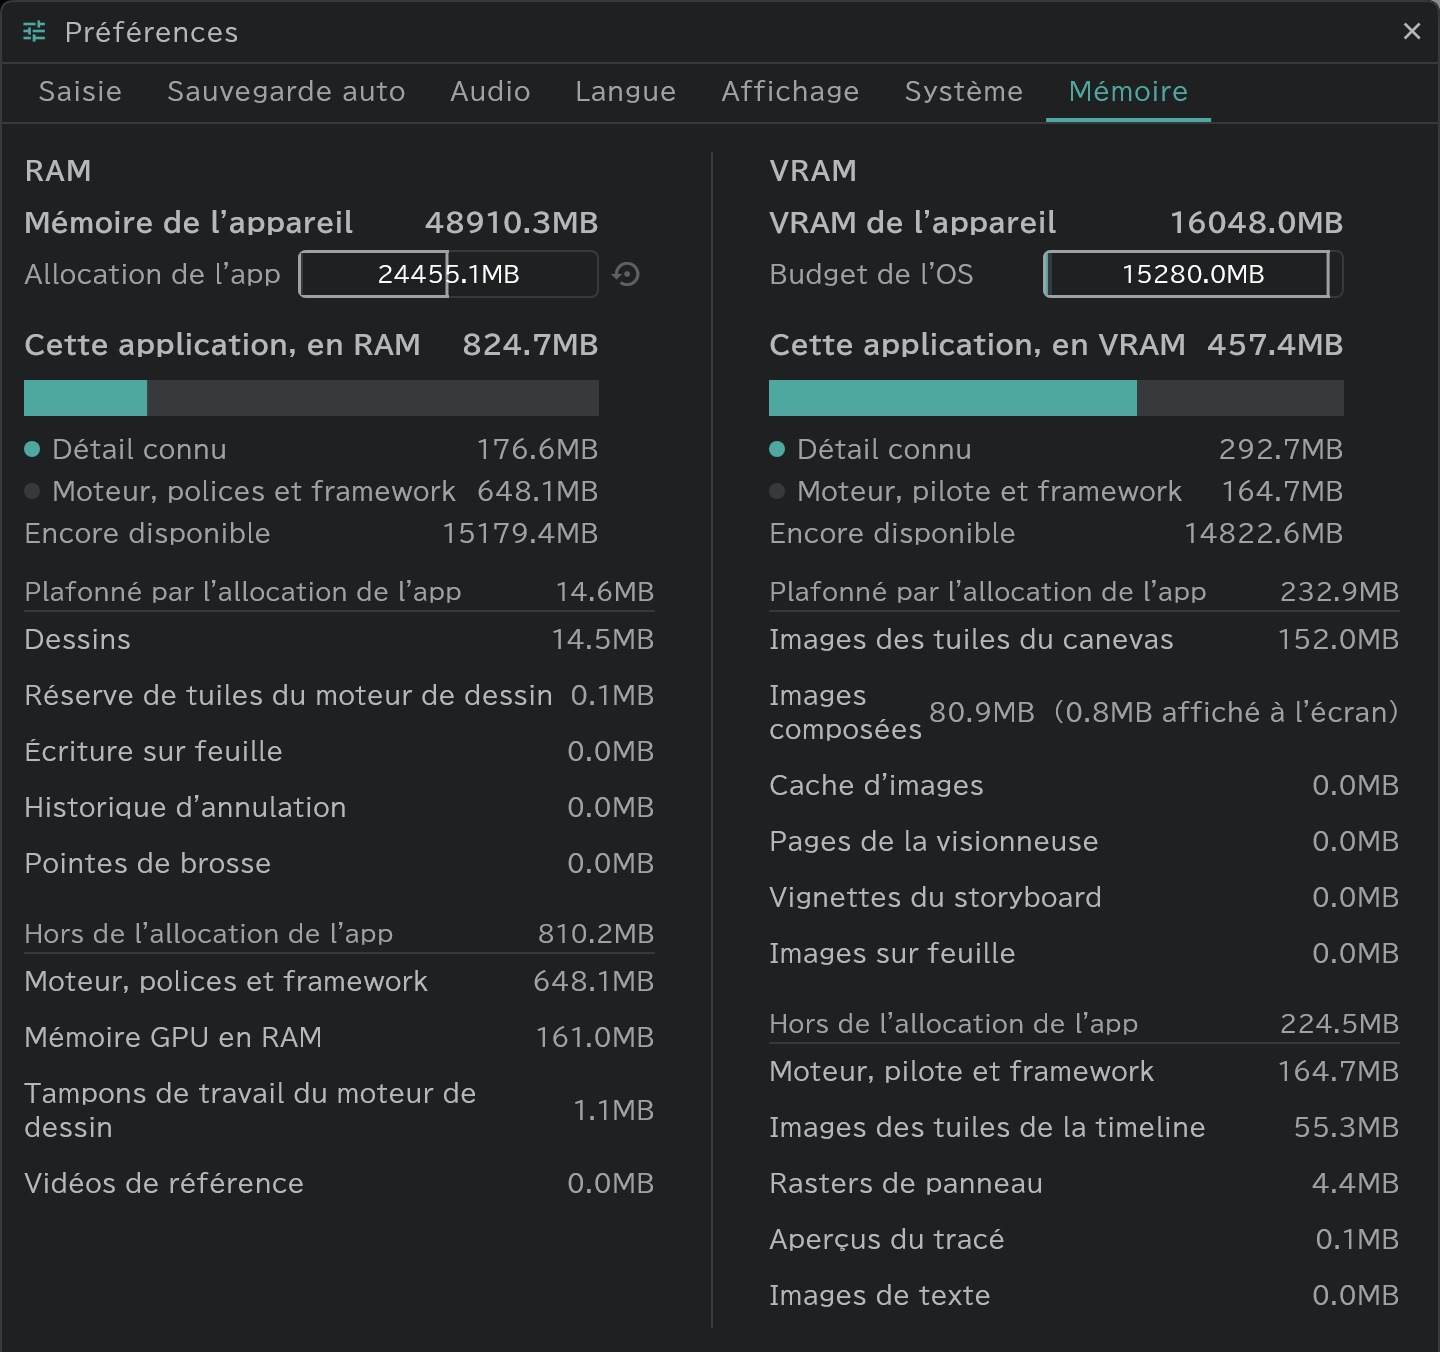 Préférences
Saisie Sauvegarde auto Audio Langue Affichage Système Mémoire
RAM
Mémoire de l’appareil 48910.3MB
Allocation de l’app 24455.1MB
Cette application, en RAM 824.7MB
Détail connu 176.6MB
Moteur, polices et framework 648.1MB
Encore disponible 15179.4MB
Plafonné par l’allocation de l’app 14.6MB
Dessins 14.5MB
Réserve de tuiles du moteur de dessin 0.1MB
Écriture sur feuille 0.0MB
Historique d’annulation 0.0MB
Pointes de brosse 0.0MB
Hors de l’allocation de l’app 810.2MB
Moteur, polices et framework 648.1MB
Mémoire GPU en RAM 161.0MB
Tampons de travail du moteur de
dessin 1.1MB
Vidéos de référence 0.0MB
VRAM
VRAM de l’appareil 16048.0MB
Budget de l’OS 15280.0MB
Cette application, en VRAM 457.4MB
Détail connu 292.7MB
Moteur, pilote et framework 164.7MB
Encore disponible 14822.6MB
Plafonné par l’allocation de l’app 232.9MB
Images des tuiles du canevas 152.0MB
Images
composées 80.9MB（0.8MB affiché à l’écran）
Cache d’images 0.0MB
Pages de la visionneuse 0.0MB
Vignettes du storyboard 0.0MB
Images sur feuille 0.0MB
Hors de l’allocation de l’app 224.5MB
Moteur, pilote et framework 164.7MB
Images des tuiles de la timeline 55.3MB
Rasters de panneau 4.4MB
Aperçus du tracé 0.1MB
Images de texte 0.0MB